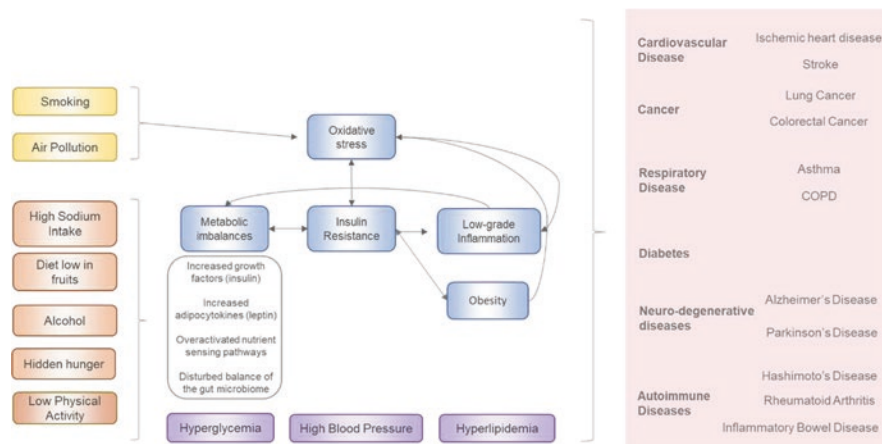 Smoking
Air Pollution
High Sodium
Intake
Diet low in
fruits
Alcohol
Hidden hunger
Low Physical
Activity
Oxidative
stress
Metabolic
imbalances
Insulin
Resistance
Low-grade
Inflammation
Obesity
Increased growth
factors (insulin)
Increased
adipocytokines (leptin)
Overactivated nutrient
sensing pathways
Disturbed balance of
the gut microbiome
Hyperglycemia
High Blood Pressure
Hyperlipidemia
Cardiovascular
Disease
Ischemic heart disease
Stroke
Cancer
Lung Cancer
Colorectal Cancer
Respiratory
Disease
Asthma
COPD
Diabetes
Neuro-degenerative
diseases
Alzheimer's Disease
Parkinson's Disease
Autoimmune
Diseases
Hashimoto's Disease
Rheumatoid Arthritis
Inflammatory Bowel Disease